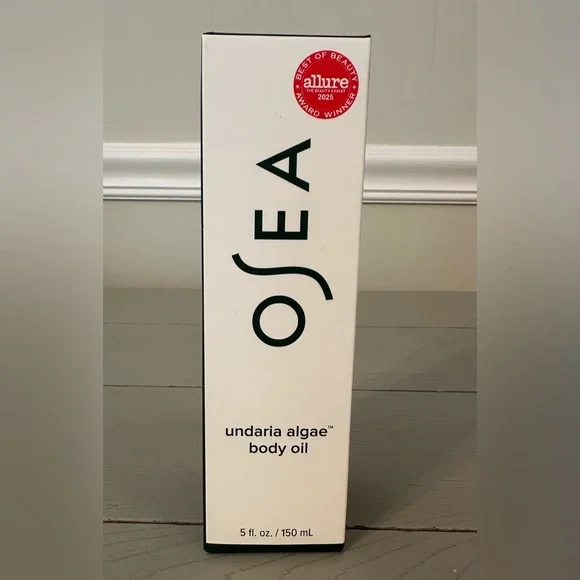 BEST OF BEAUTY
allure
THE BEAUTY EXPERT
2025
AWARD WINNER
OSEA
undaria algae™
body oil
5 fl. oz. / 150 mL